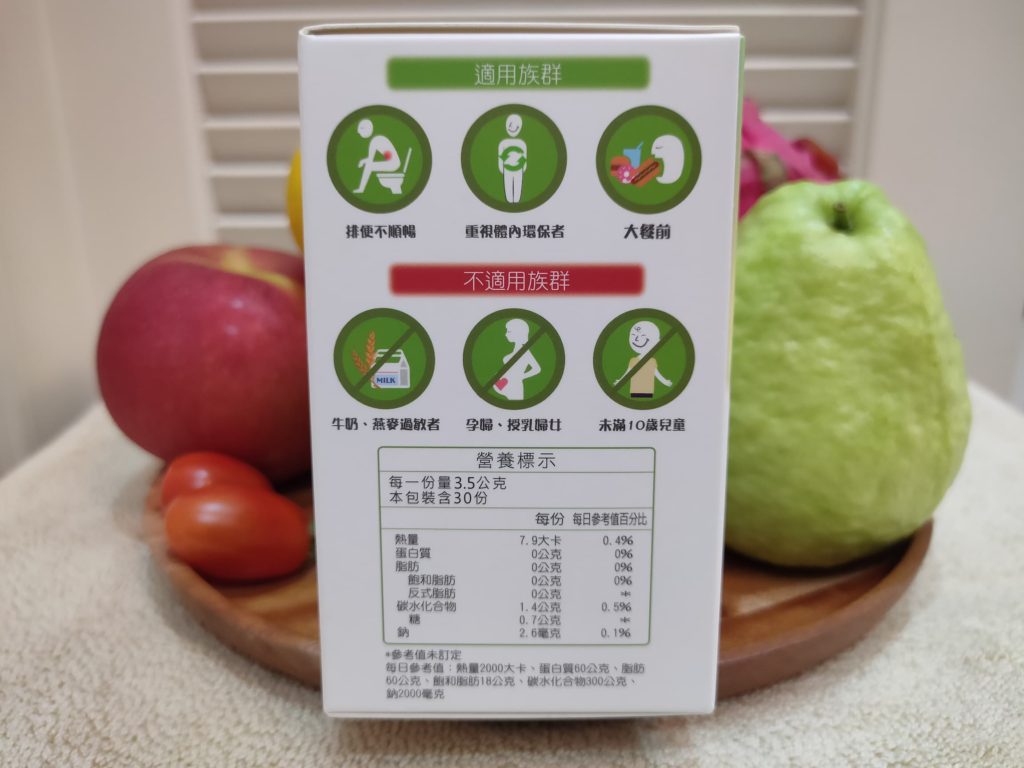 適用族群
排便不順暢 重視體內環保者 大餐前
不適用族群
MILK
牛奶、燕麥過敏者 孕婦、授乳婦女 未滿10歲兒童
營養標示
每一份量3.5公克
本包裝含30份
每份 每日參考值百分比
熱量 7.9大卡 0.4%
蛋白質 0公克 0%
脂肪 0公克 0%
飽和脂肪 0公克 0%
反式脂肪 0公克 *
碳水化合物 1.4公克 0.5%
糖 0.7公克 *
鈉 2.6毫克 0.1%
*參考值未訂定
每日參考值：熱量2000大卡、蛋白質60公克、脂肪
60公克、飽和脂肪18公克、碳水化合物300公克、
鈉2000毫克